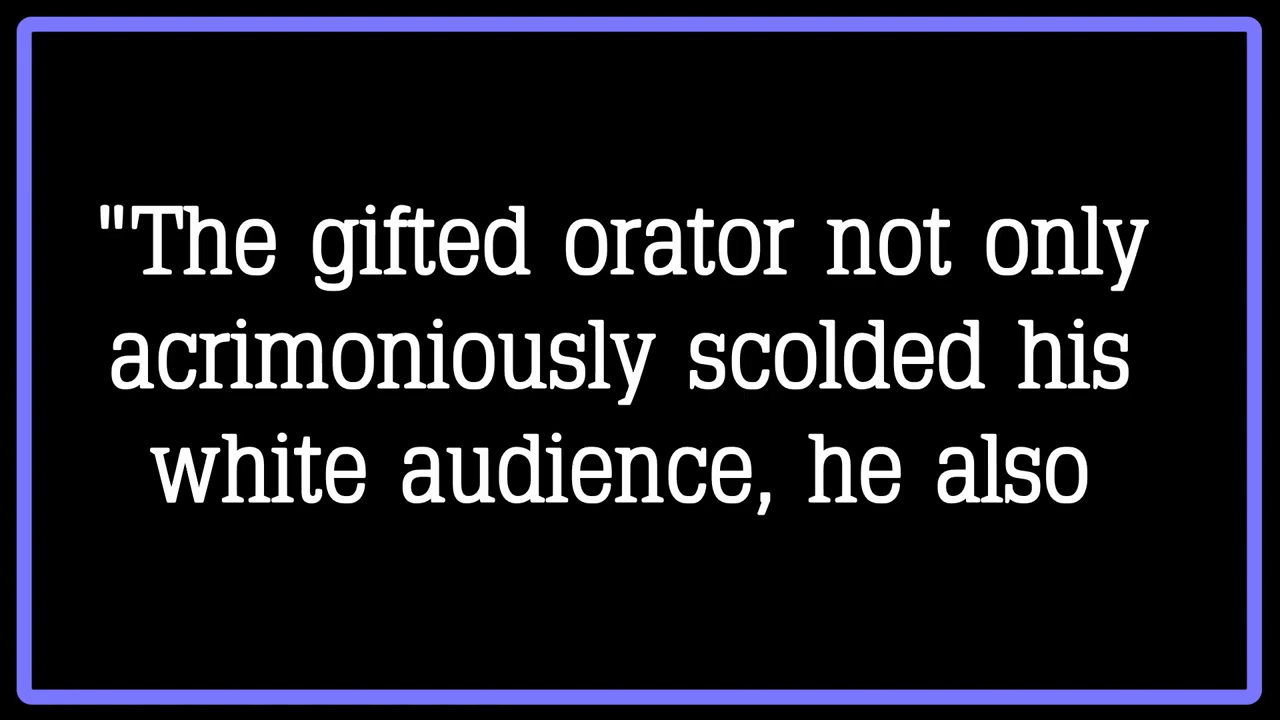 "The gifted orator not only
acrimoniously scolded his
white audience, he also